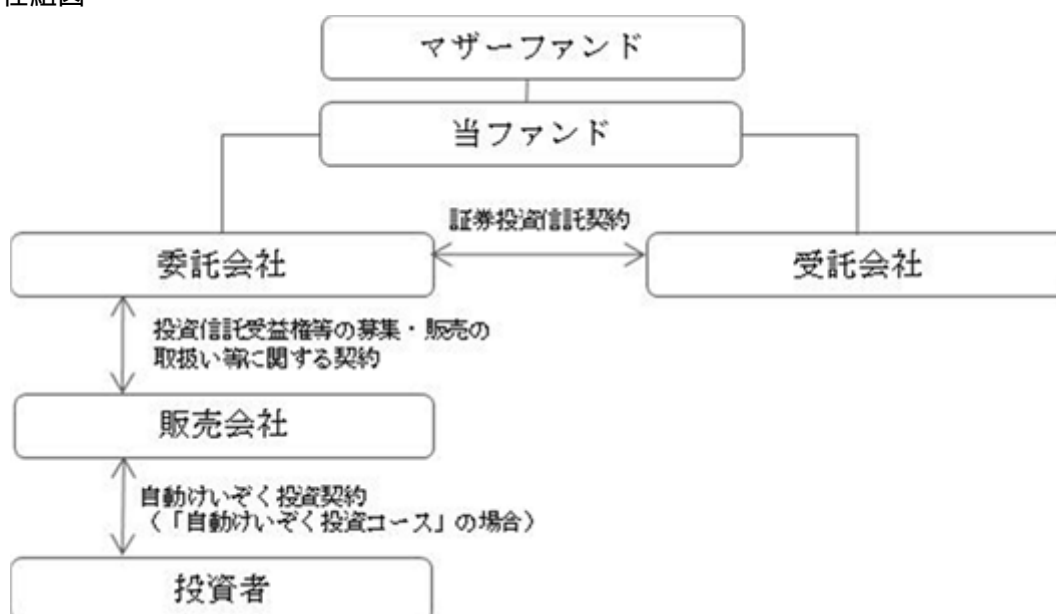 仕組図
マザーファンド
当ファンド
証券投資信託契約
委託会社
受託会社
投資信託受益権等の募集・販売の
取扱い等に関する契約
販売会社
自動けいぞく投資契約
(「自動けいぞく投資コース」の場合)
投資者